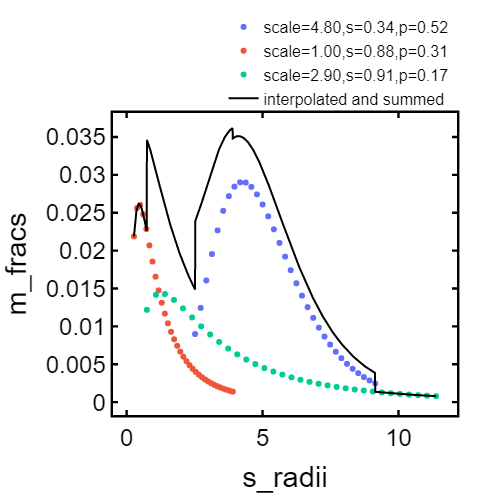 scale=4.80,s=0.34,p=0.52
scale=1.00,s=0.88,p=0.31
scale=2.90,s=0.91,p=0.17
interpolated and summed
0.035
0.03
0.025
0.02
0.015
0.01
0.005
0
m_fracs
0
5
10
s_radii